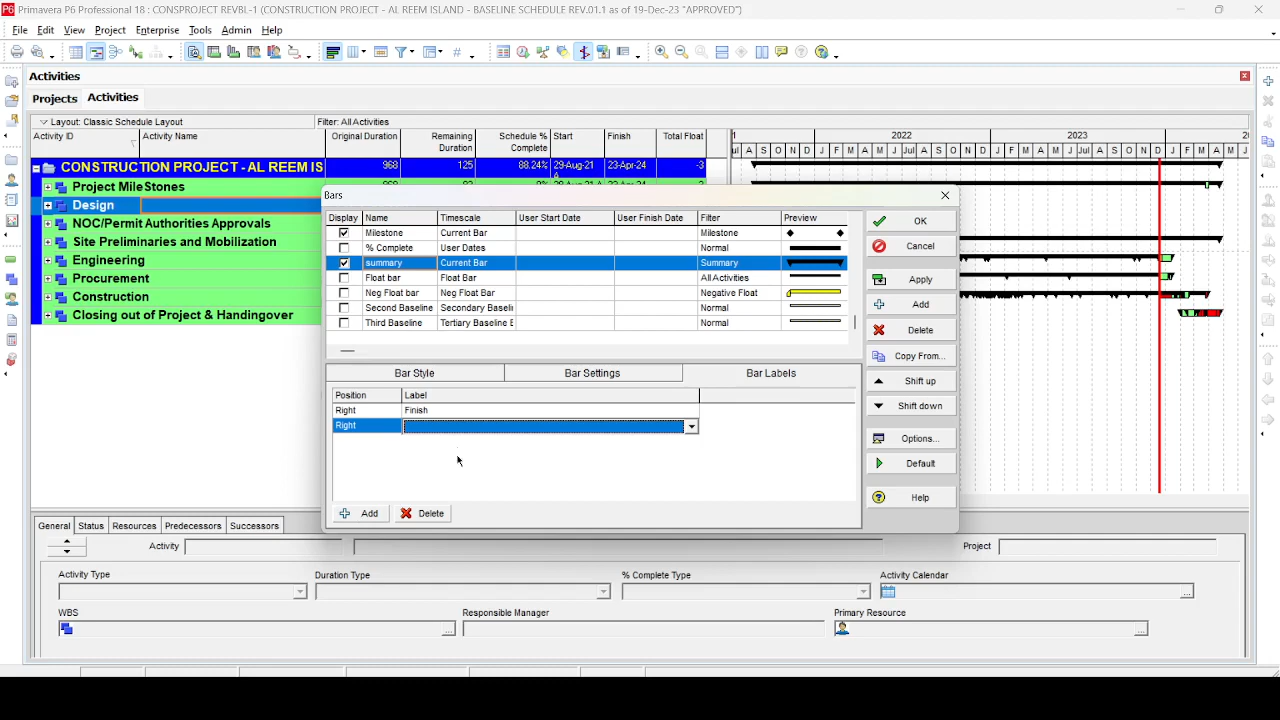 Primavera P6 Professional 18 : CONSPROJECT REVBL-1 (CONSTRUCTION PROJECT - AL REEM ISLAND - BASELINE SCHEDULE REV.01.1 as of 19-Dec-23 "APPROVED")
File Edit View Project Enterprise Tools Admin Help
Activities
Projects Activities
Layout: Classic Schedule Layout Filter: All Activities
Activity ID Activity Name Original Duration Remaining Duration Schedule % Complete Start Finish Total Float
2022 2023
CONSTRUCTION PROJECT - AL REEM IS 968 125 88.24% 29-Aug-21 A 23-Apr-24 -3
Project MileStones
Design
NOC/Permit Authorities Approvals
Site Preliminaries and Mobilization
Engineering
Procurement
Construction
Closing out of Project & Handingover
Bars
Display Name Timescale User Start Date User Finish Date Filter Preview
Milestone Current Bar Milestone
% Complete User Dates Normal
summary Current Bar Summary
Float bar Float Bar All Activities
Neg Float bar Neg Float Bar Negative Float
Second Baseline Secondary Baseli Normal
Third Baseline Tertiary Baseline E Normal
Bar Style Bar Settings Bar Labels
Position Label
Right Finish
Right
Add Delete
OK
Cancel
Apply
Add
Delete
Copy From...
Shift up
Shift down
Options...
Default
Help
General Status Resources Predecessors Successors
Activity Project
Activity Type Duration Type % Complete Type Activity Calendar
WBS Responsible Manager Primary Resource